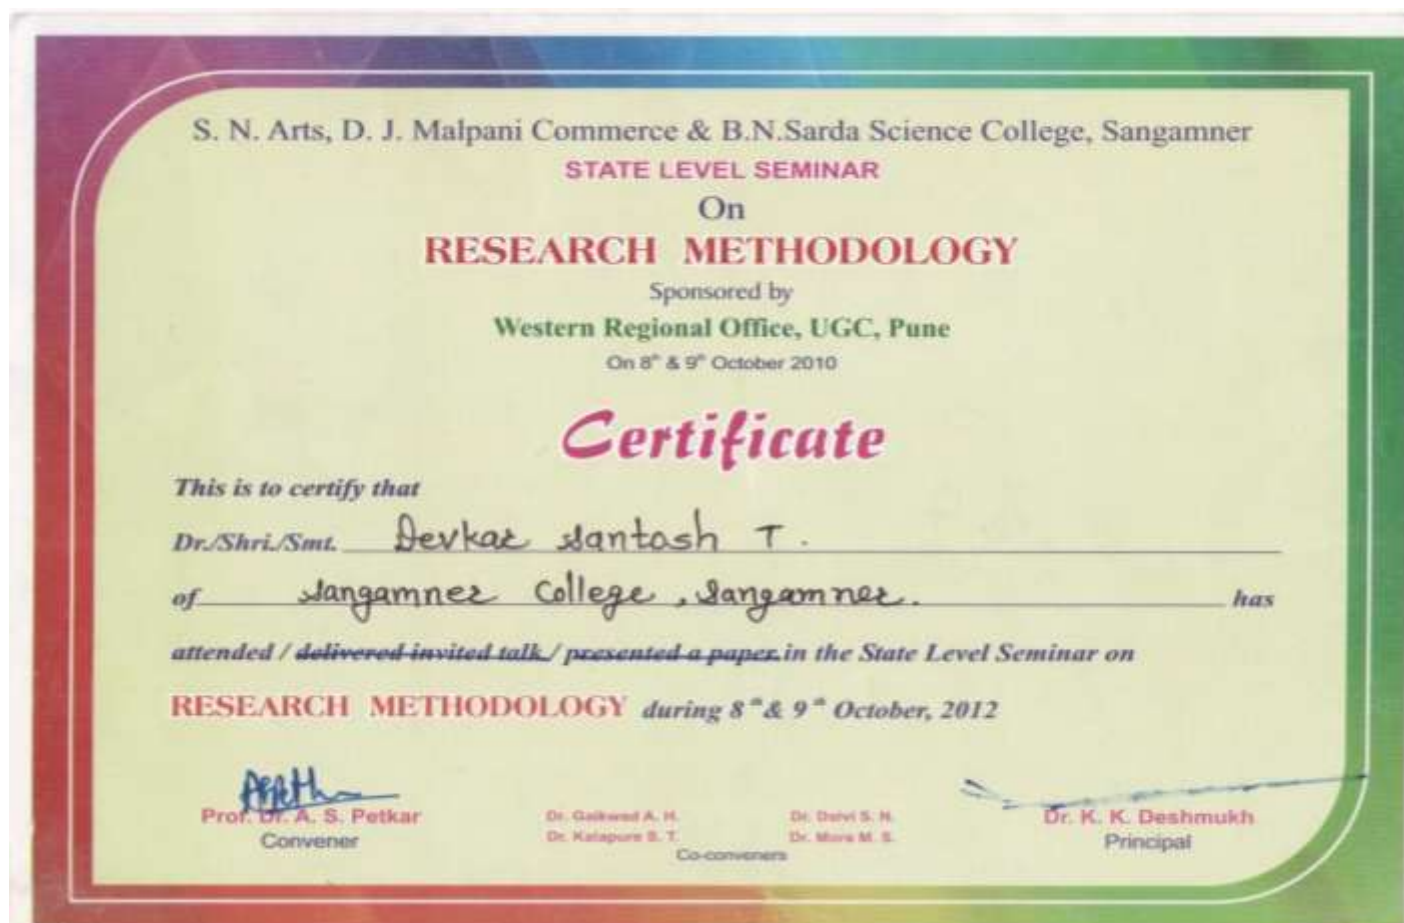 S. N. Arts, D. J. Malpani Commerce & B.N.Sarda Science College, Sangamner
STATE LEVEL SEMINAR
On
RESEARCH METHODOLOGY
Sponsored by
Western Regional Office, UGC, Pune
On 8th & 9th October 2010
Certificate
This is to certify that
Dr./Shri./Smt. Devkar Santosh T.
of Sangamner College, Sangamner. has
attended / delivered invited talk / presented a paper in the State Level Seminar on
RESEARCH METHODOLOGY during 8th & 9th October, 2012
Prof. Dr. A. S. Petkar
Convener
Dr. Gaikwad A. H.
Dr. Kalapure S. T.
Dr. Dalvi S. N.
Dr. More M. S.
Co-conveners
Dr. K. K. Deshmukh
Principal